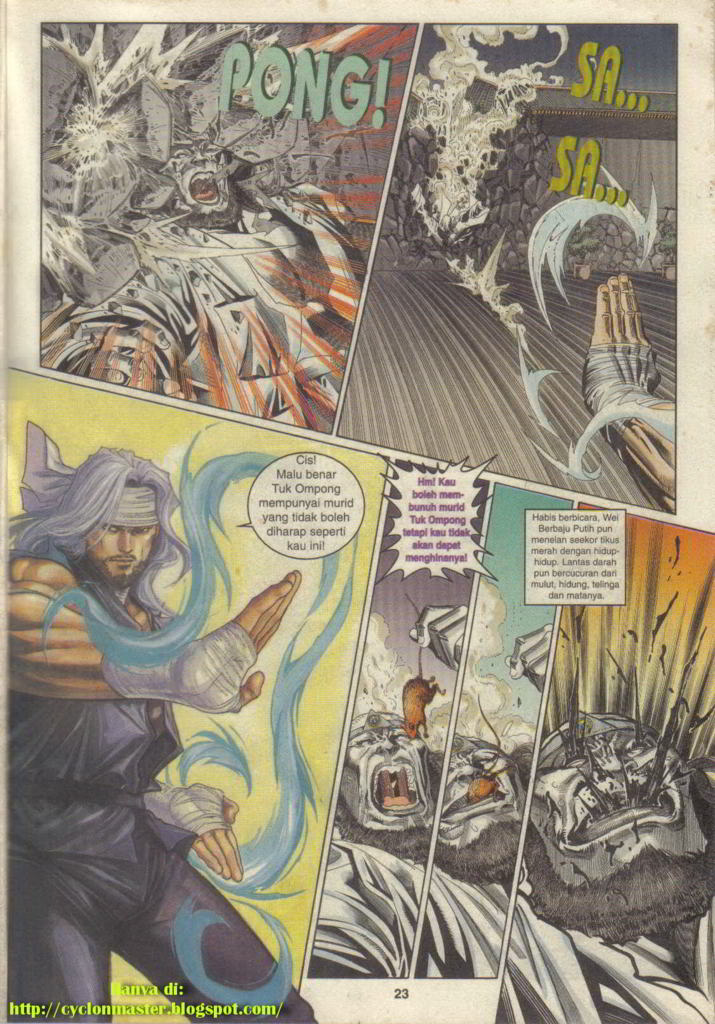 PONG!
SA...
SA...
Cis!
Malu benar
Tuk Ompong
mempunyai murid
yang tidak boleh
diharap seperti
kau ini!
Hm! Kau
boleh mem-
bunuh murid
Tuk Ompong
tetapi kau tidak
akan dapat
menghinanya!
Habis berbicara, Wei
Berbaju Putih pun
menelan seekor tikus
merah dengan hidup-
hidup. Lantas darah
pun bercucuran dari
mulut, hidung, telinga
dan matanya.
23
Hanya di:
http://cyclonmaster.blogspot.com/